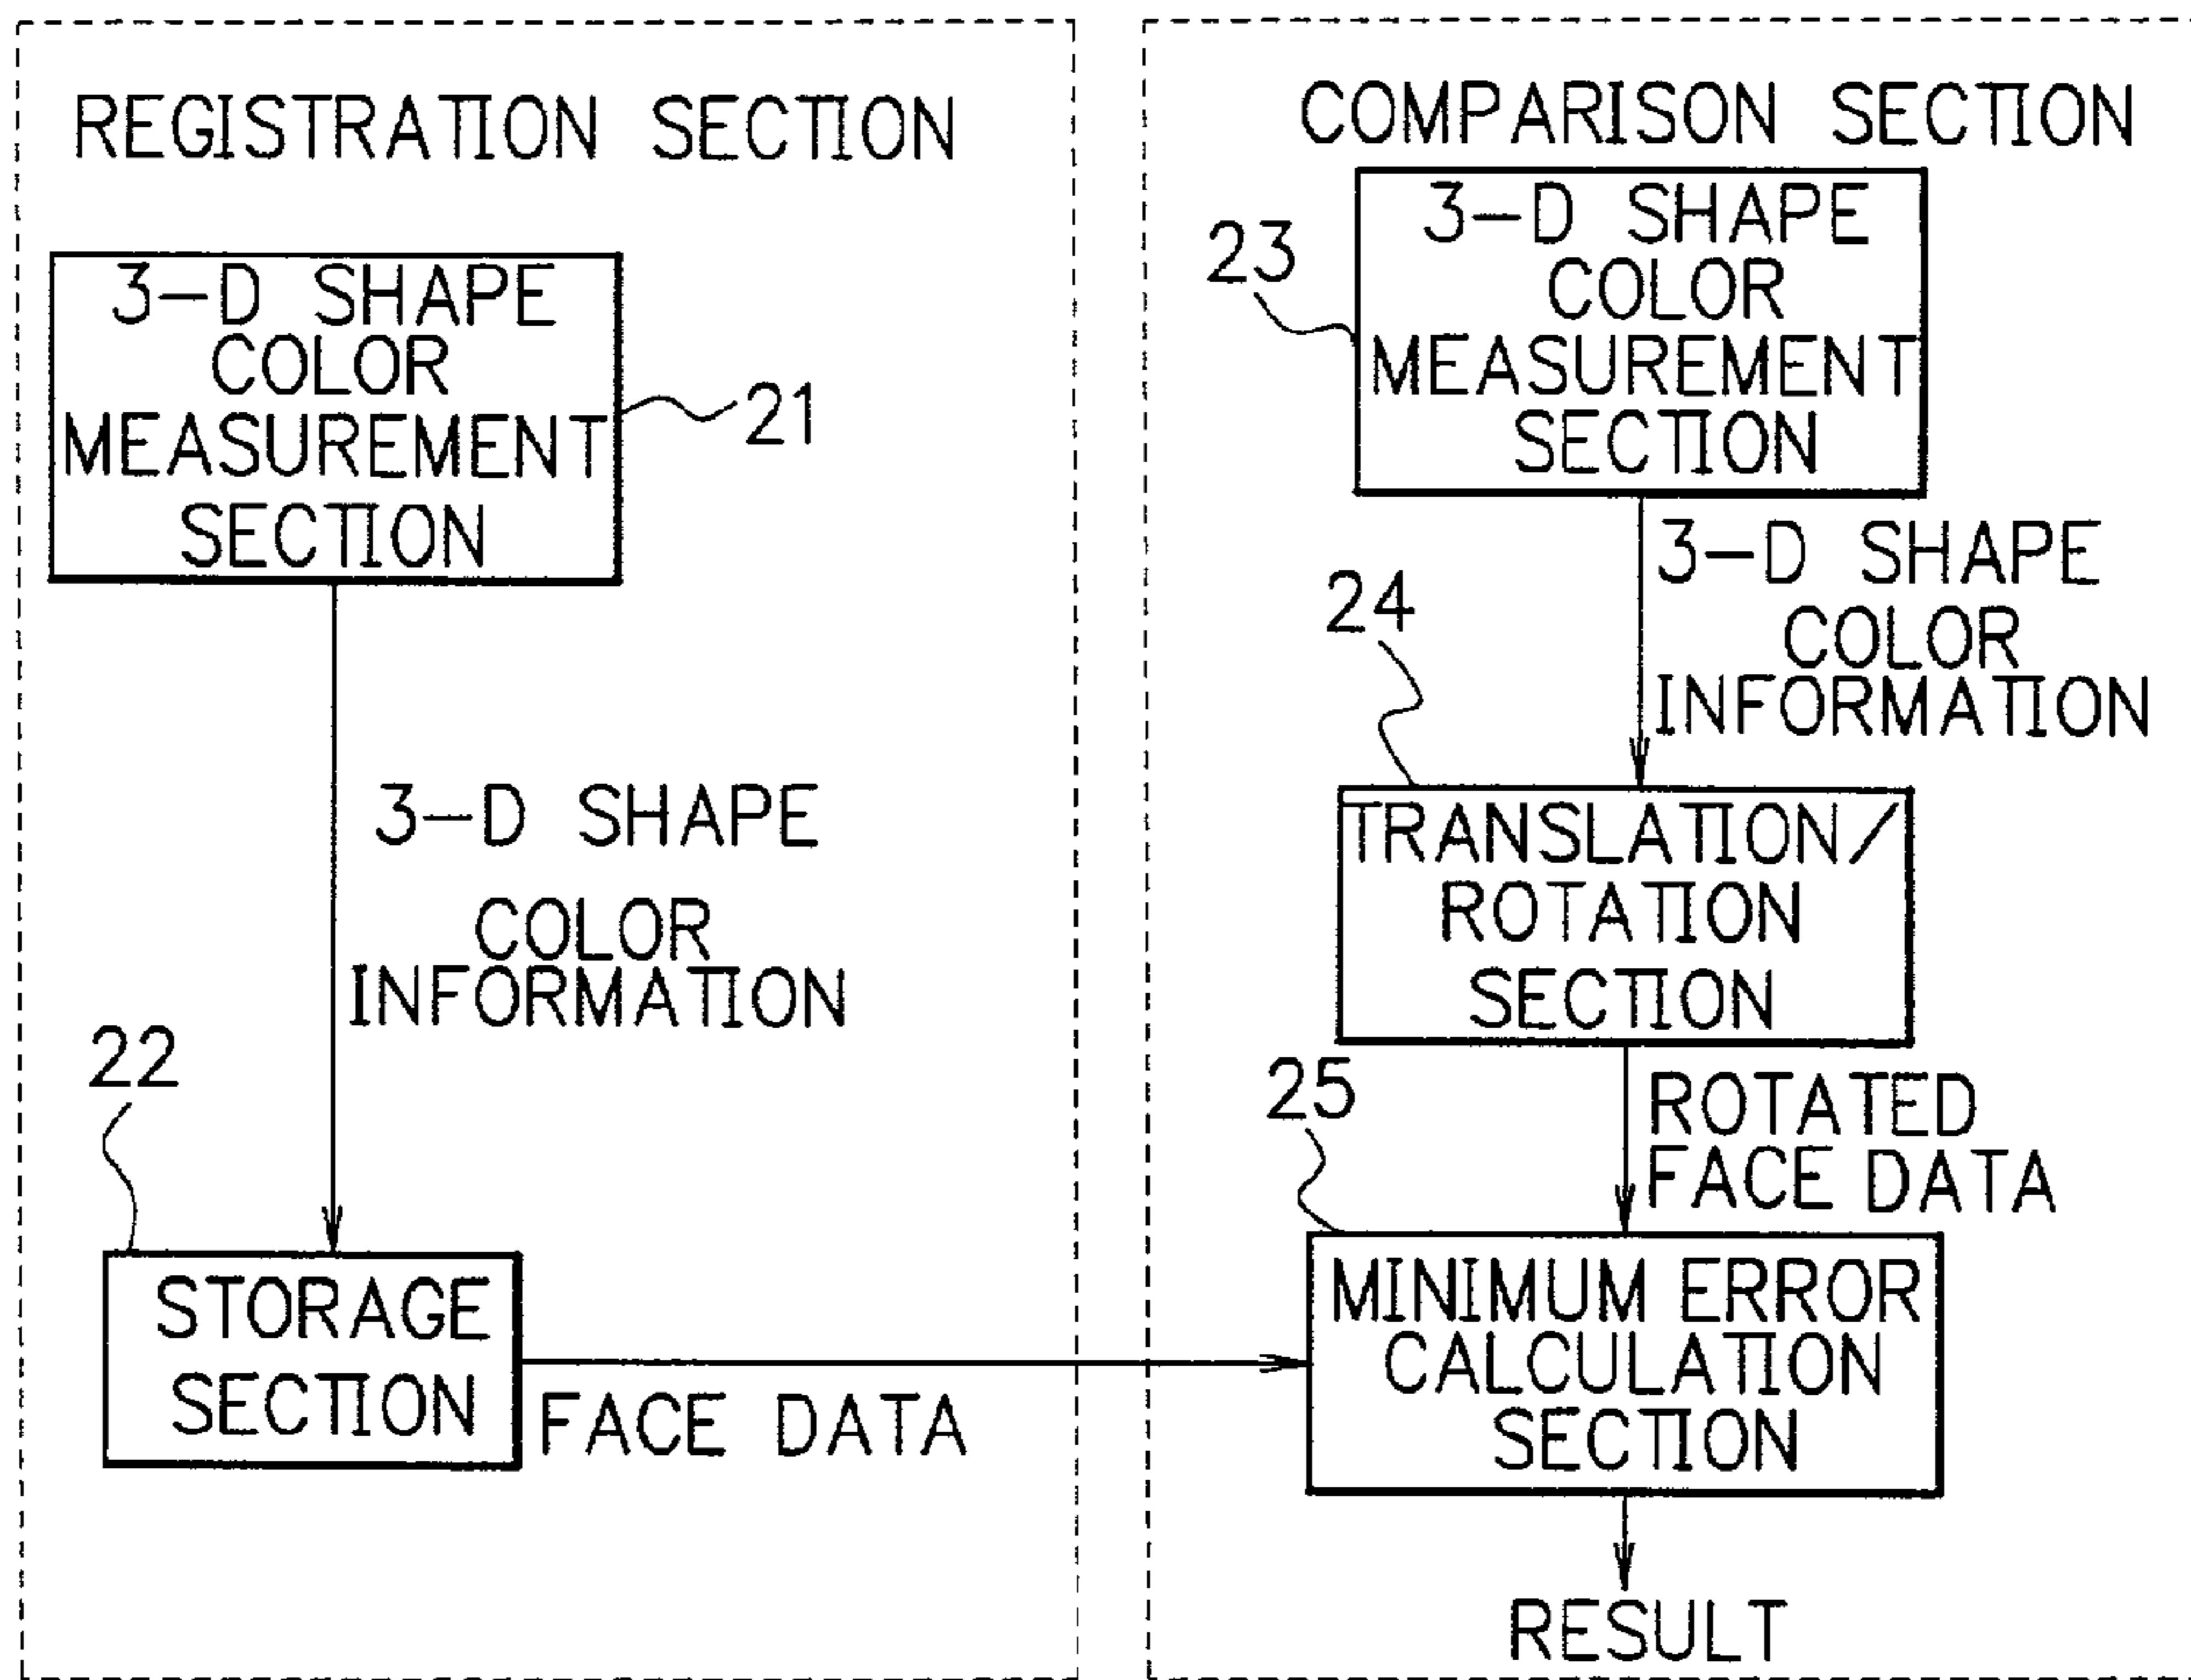 REGISTRATION SECTION
3-D SHAPE
COLOR
MEASUREMENT
SECTION
21
3-D SHAPE
COLOR
INFORMATION
22
STORAGE
SECTION
FACE DATA
COMPARISON SECTION
23
3-D SHAPE
COLOR
MEASUREMENT
SECTION
3-D SHAPE
COLOR
INFORMATION
24
TRANSLATION/
ROTATION
SECTION
25
ROTATED
FACE DATA
MINIMUM ERROR
CALCULATION
SECTION
RESULT